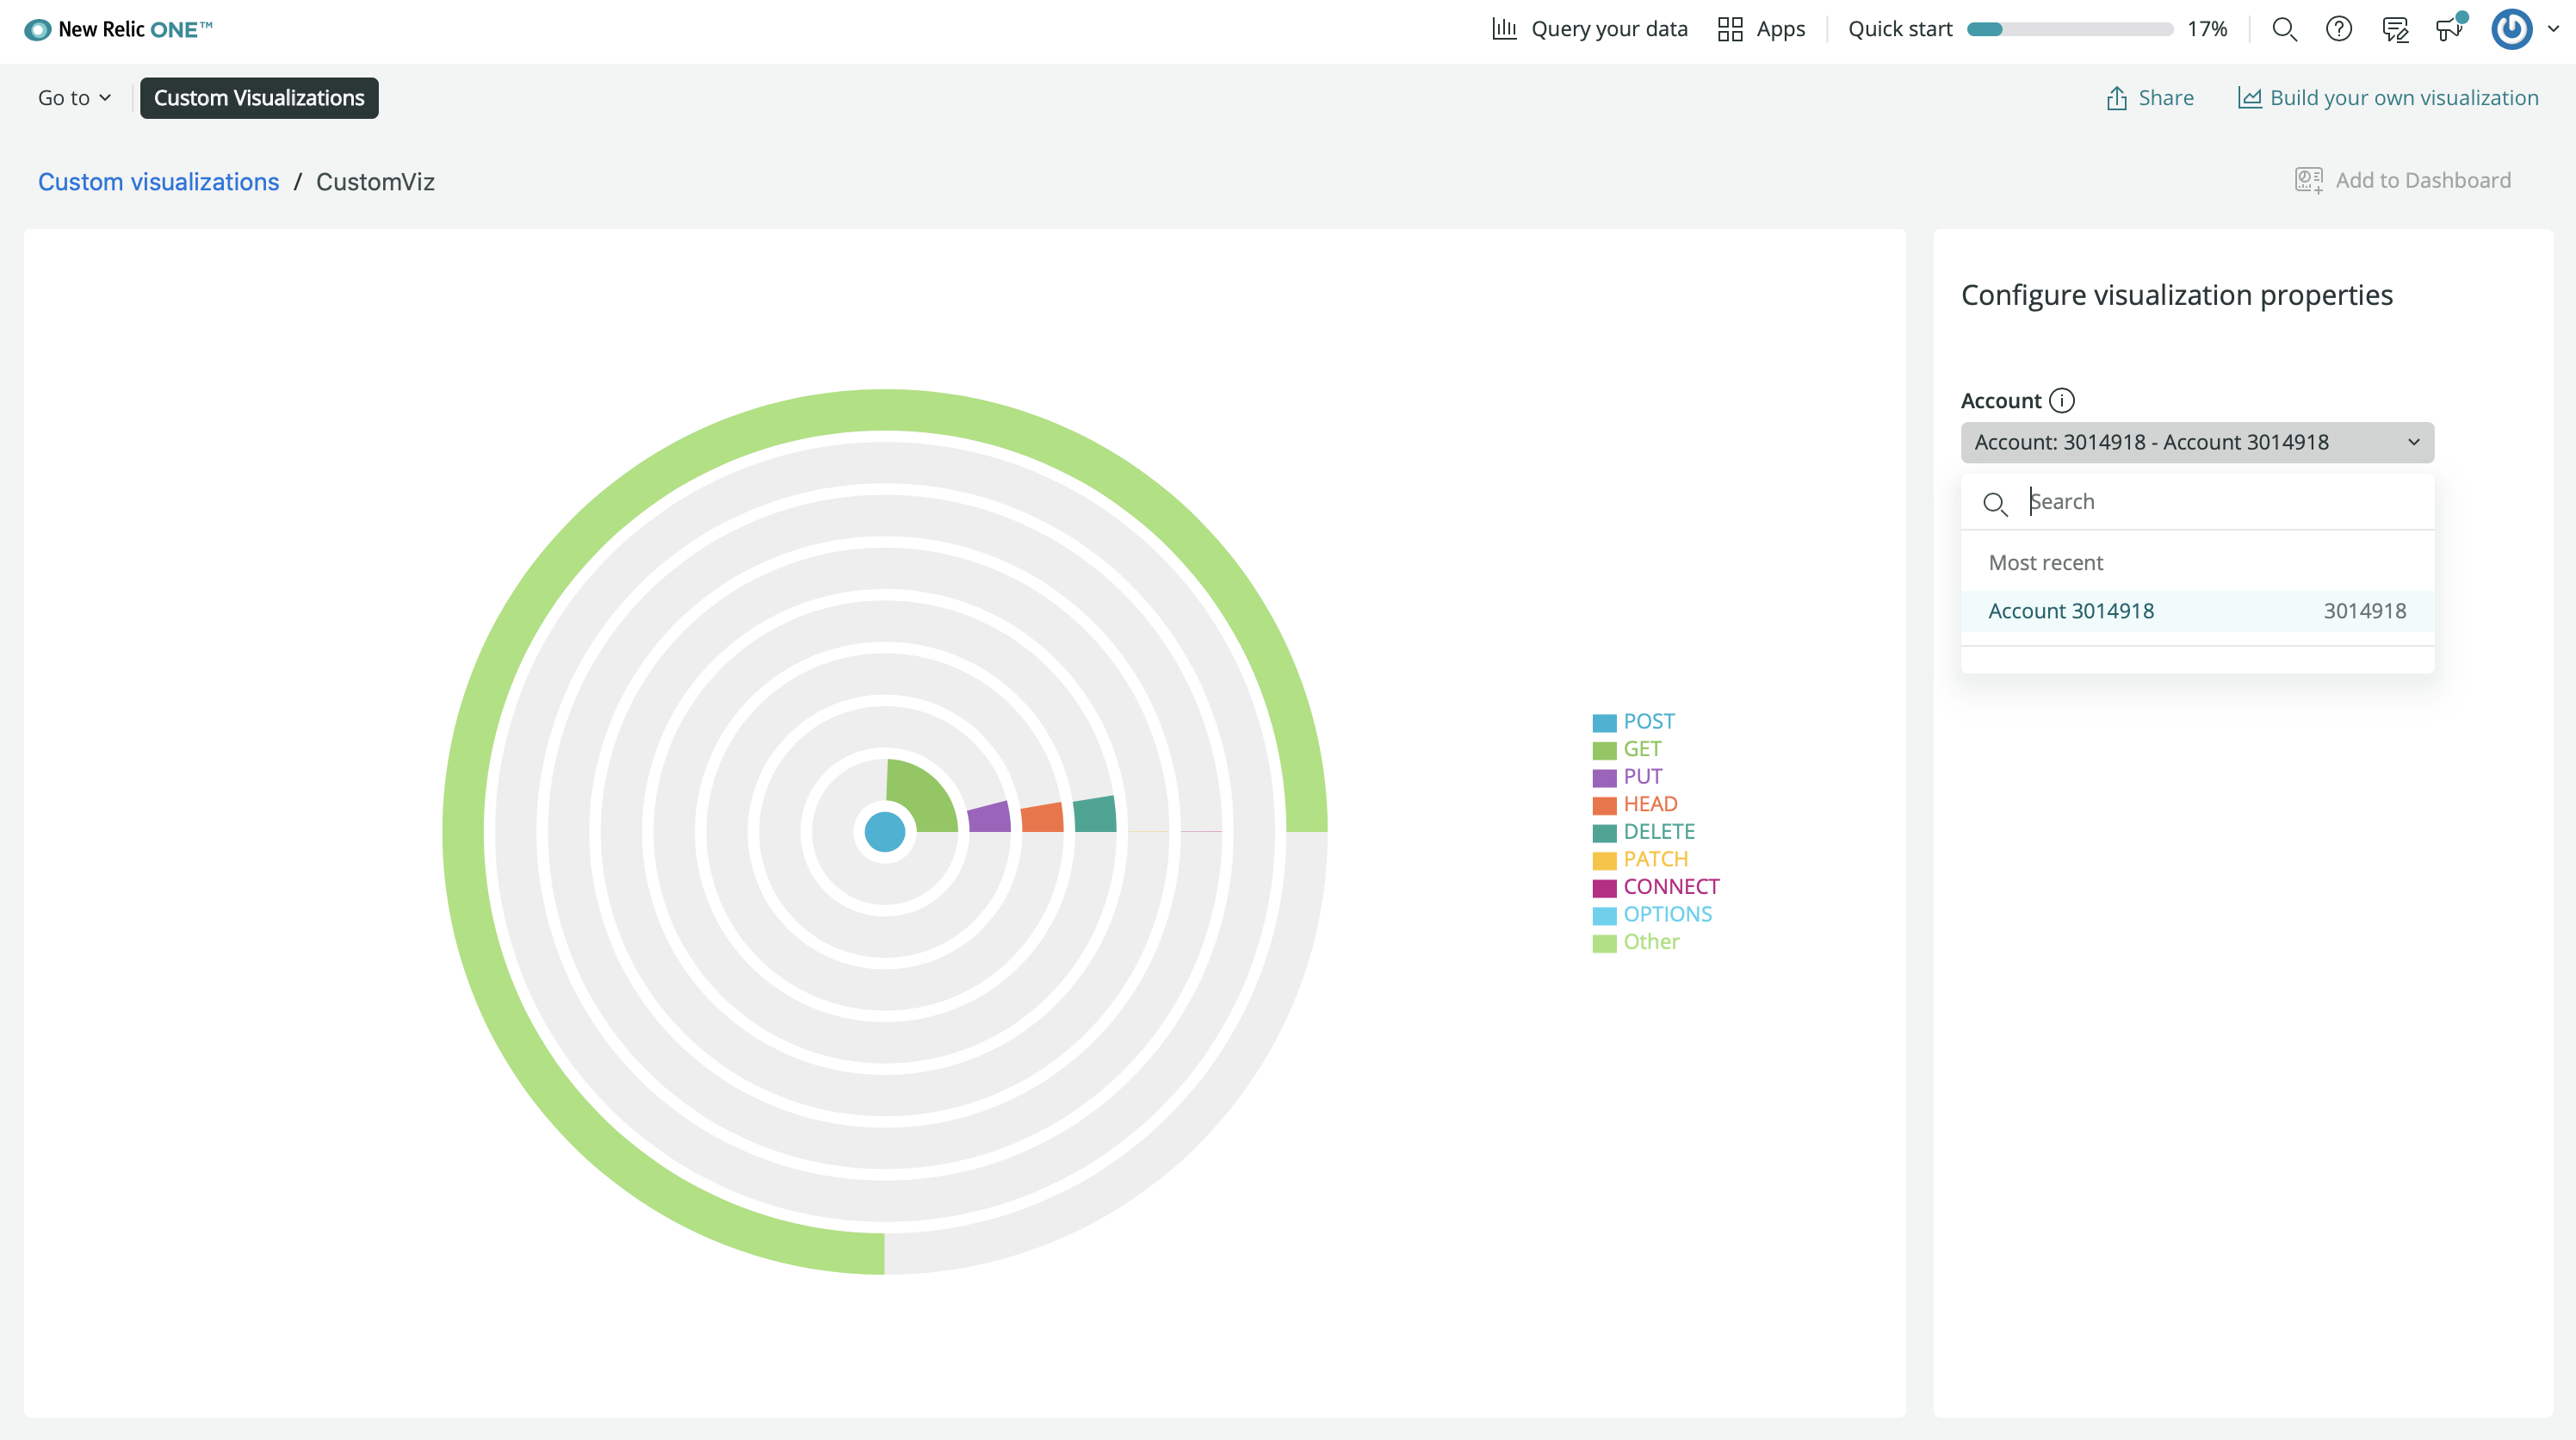 New Relic ONE™
Query your data
Apps
Quick start
17%
Go to
Custom Visualizations
Share
Build your own visualization
Custom visualizations / CustomViz
Add to Dashboard
Configure visualization properties
Account
Account: 3014918 - Account 3014918
Search
Most recent
Account 3014918 3014918
POST
GET
PUT
HEAD
DELETE
PATCH
CONNECT
OPTIONS
Other